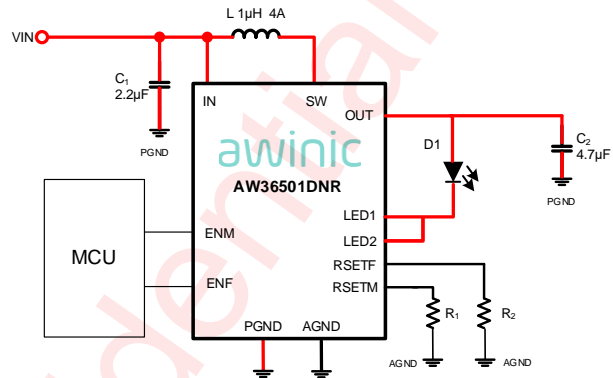 L 1µH 4A
VIN
C₁
2.2µF
PGND
IN
SW
OUT
awinic
AW36501DNR
D1
C₂
4.7µF
PGND
LED1
LED2
MCU
ENM
ENF
RSETF
RSETM
R₁
R₂
PGND
AGND
AGND
AGND